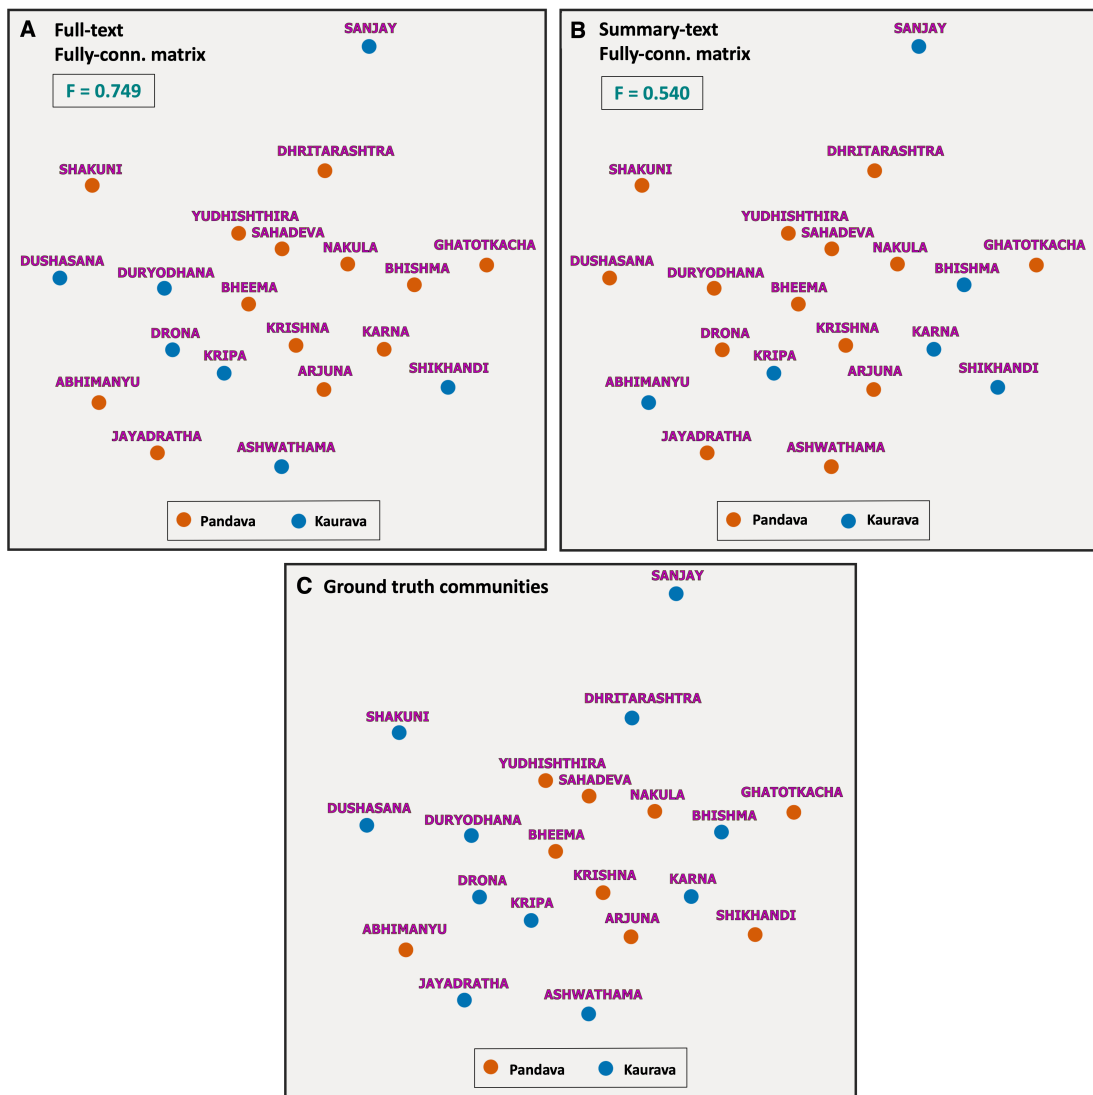 A Full-text
Fully-conn. matrix
F = 0.749
SANJAY
DHRITARASHTRA
SHAKUNI
YUDHISHTHIRA
SAHADEVA
NAKULA
GHATOTKACHA
DUSHASANA
DURYODHANA
BHISHMA
BHEEMA
DRONA
KRISHNA
KARNA
KRIPA
ARJUNA
SHIKHANDI
ABHIMANYU
JAYADRATHA
ASHWATHAMA
Pandava Kaurava
B Summary-text
Fully-conn. matrix
F = 0.540
SANJAY
DHRITARASHTRA
SHAKUNI
YUDHISHTHIRA
SAHADEVA
NAKULA
GHATOTKACHA
DUSHASANA
DURYODHANA
BHISHMA
BHEEMA
DRONA
KRISHNA
KARNA
KRIPA
ARJUNA
SHIKHANDI
ABHIMANYU
JAYADRATHA
ASHWATHAMA
Pandava Kaurava
C Ground truth communities
SANJAY
DHRITARASHTRA
SHAKUNI
YUDHISHTHIRA
SAHADEVA
NAKULA
GHATOTKACHA
DUSHASANA
DURYODHANA
BHISHMA
BHEEMA
DRONA
KRISHNA
KARNA
KRIPA
ARJUNA
SHIKHANDI
ABHIMANYU
JAYADRATHA
ASHWATHAMA
Pandava Kaurava